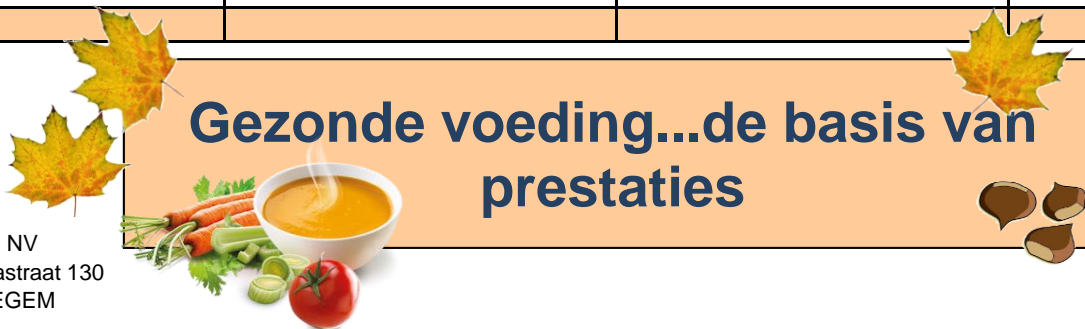 Gezonde voeding...de basis van
prestaties
NV
astraat 130
EGEM